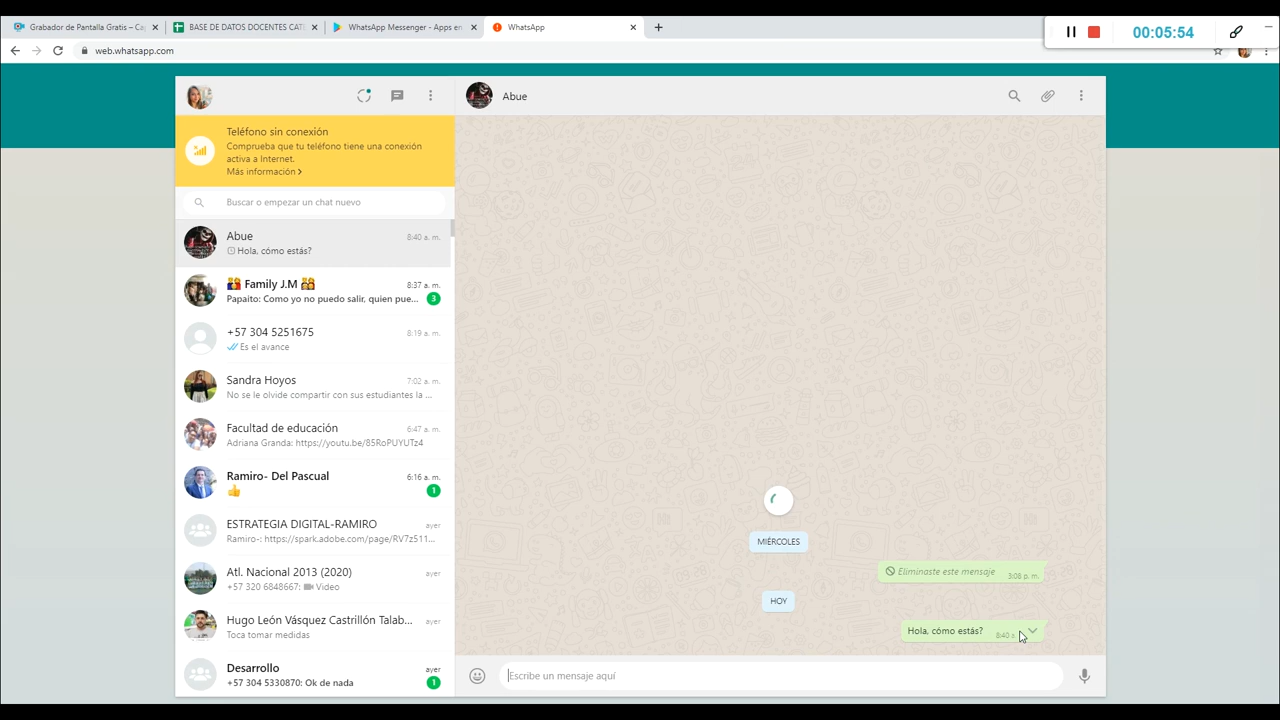 Grabador de Pantalla Gratis – Ca
BASE DE DATOS DOCENTES CATE
WhatsApp Messenger - Apps en
WhatsApp
00:05:54
web.whatsapp.com
Abue
Teléfono sin conexión
Comprueba que tu teléfono tiene una conexión
activa a Internet.
Más información
Buscar o empezar un chat nuevo
Abue
8:40 a. m.
Hola, cómo estás?
Family J.M
8:37 a. m.
Papaito: Como yo no puedo salir, quien pue...
3
+57 304 5251675
8:19 a. m.
Es el avance
Sandra Hoyos
7:02 a. m.
No se le olvide compartir con sus estudiantes la ...
Facultad de educación
6:47 a. m.
Adriana Granda: https://youtu.be/85RoPUYUTz4
Ramiro- Del Pascual
6:16 a. m.
1
ESTRATEGIA DIGITAL-RAMIRO
ayer
Ramiro-: https://spark.adobe.com/page/RV7z511...
Atl. Nacional 2013 (2020)
ayer
+57 320 6848667: Video
Hugo León Vásquez Castrillón Talab...
ayer
Toca tomar medidas
Desarrollo
ayer
+57 304 5330870: Ok de nada
1
MIÉRCOLES
Eliminaste este mensaje
3:08 p. m.
HOY
Hola, cómo estás?
8:40 a.
Escribe un mensaje aquí